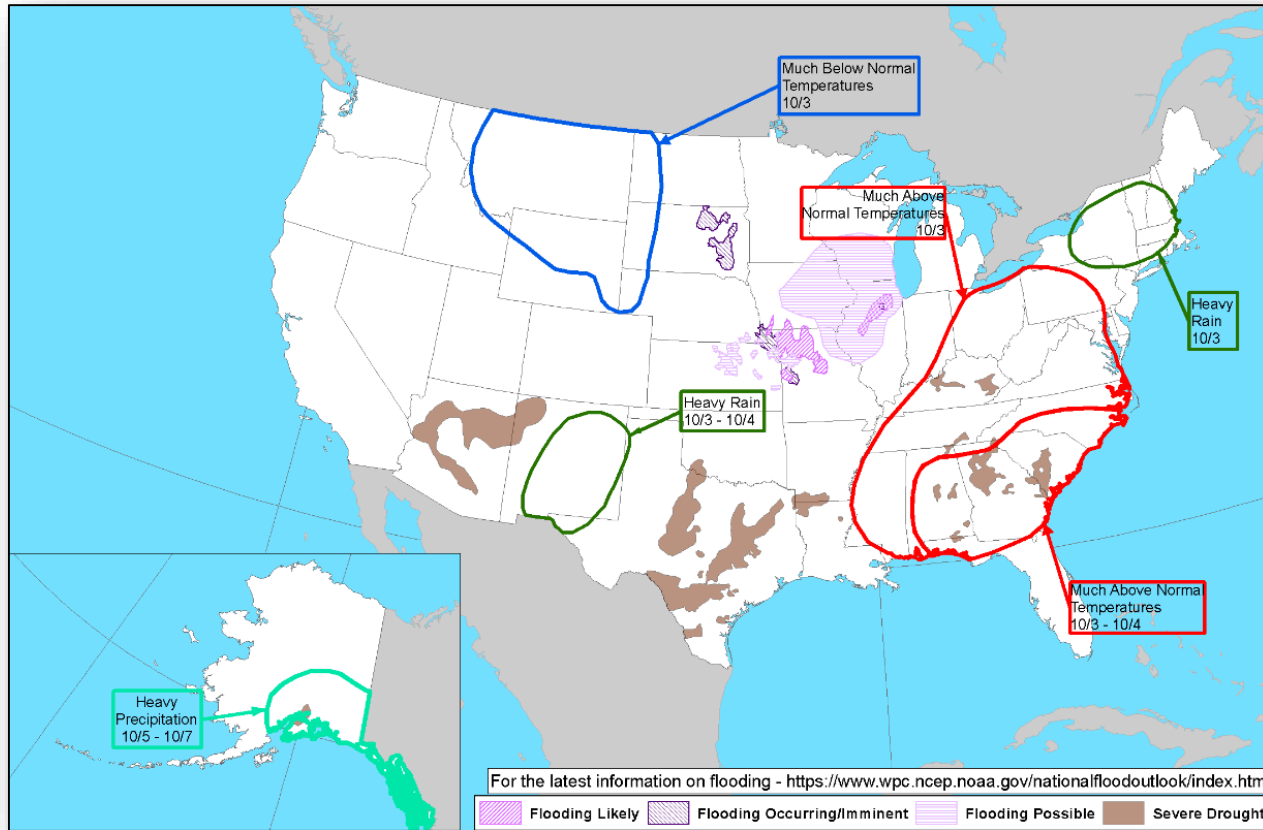 Much Below Normal
Temperatures
10/3
Much Above
Normal Temperatures
10/3
Heavy
Rain
10/3
Heavy Rain
10/3 - 10/4
Much Above Normal
Temperatures
10/3 - 10/4
Heavy
Precipitation
10/5 - 10/7
For the latest information on flooding - https://www.wpc.ncep.noaa.gov/nationalfloodoutlook/index.htm
Flooding Likely
Flooding Occurring/Imminent
Flooding Possible
Severe Drought